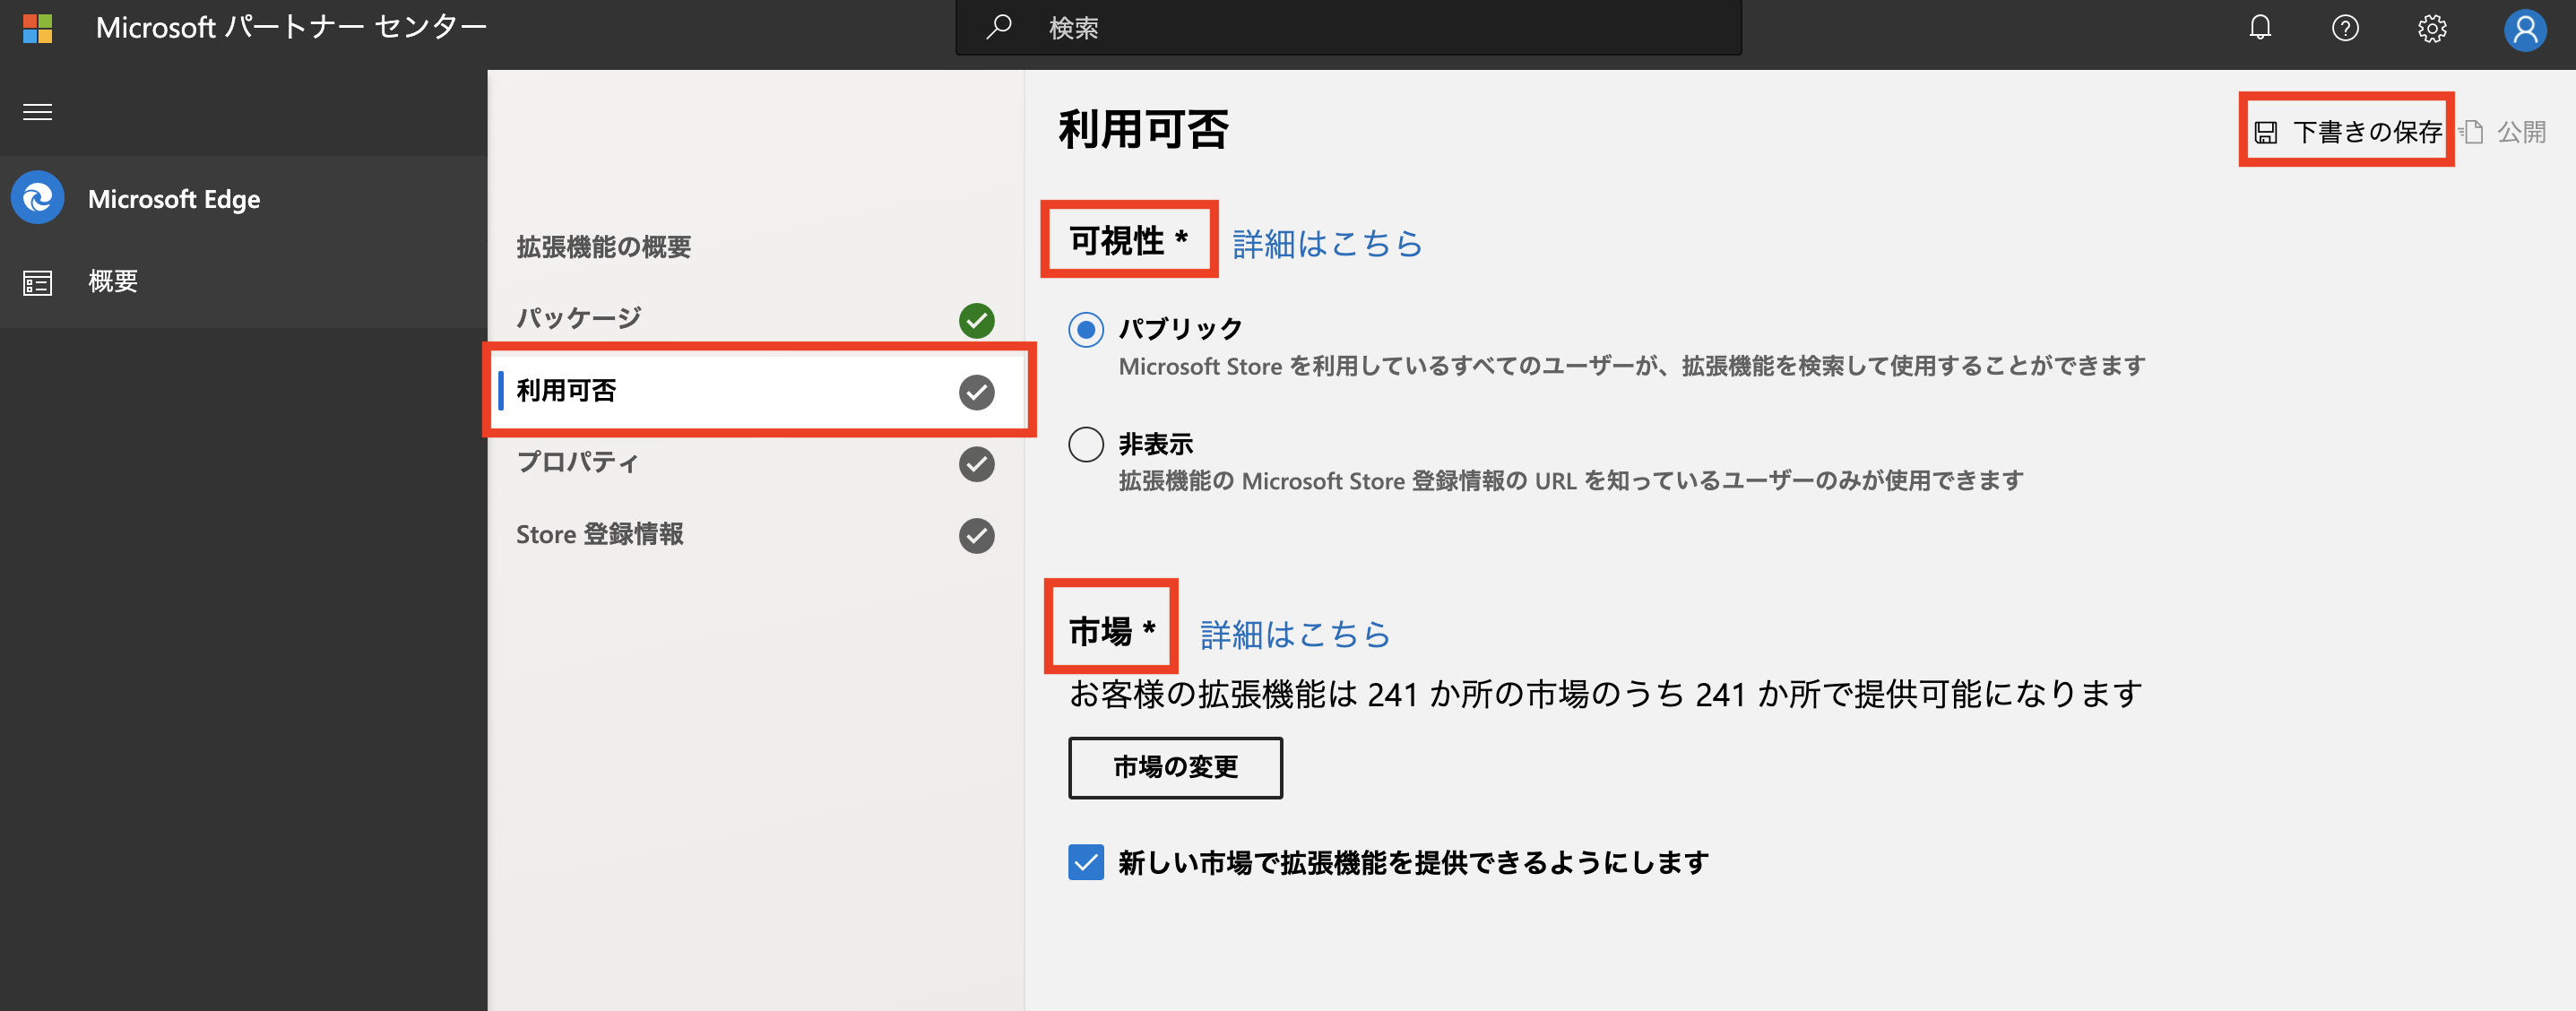 Microsoft パートナー センター
検索
Microsoft Edge
概要
拡張機能の概要
パッケージ
利用可否
プロパティ
Store 登録情報
利用可否
下書きの保存
公開
可視性 * 詳細はこちら
パブリック
Microsoft Store を利用しているすべてのユーザーが、拡張機能を検索して使用することができます
非表示
拡張機能の Microsoft Store 登録情報の URL を知っているユーザーのみが使用できます
市場 * 詳細はこちら
お客様の拡張機能は 241 か所の市場のうち 241 か所で提供可能になります
市場の変更
新しい市場で拡張機能を提供できるようにします